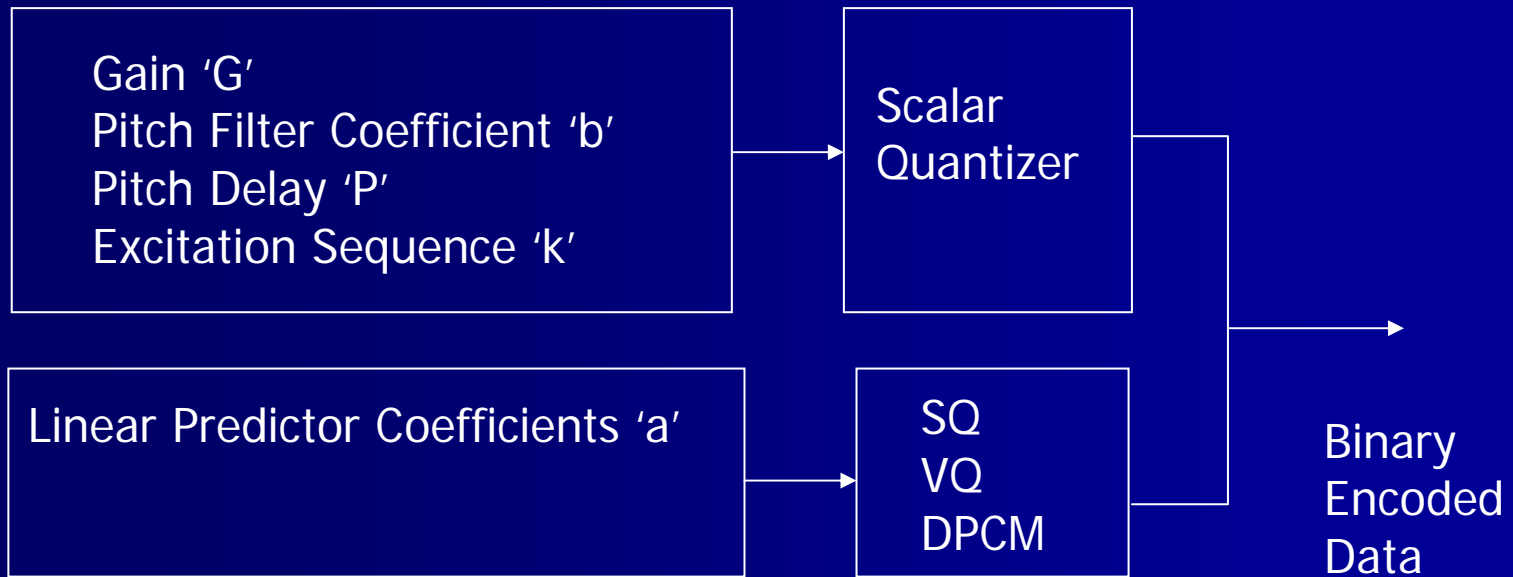 Gain ‘G’
Pitch Filter Coefficient ‘b’
Pitch Delay ‘P’
Excitation Sequence ‘k’
Scalar
Quantizer
Linear Predictor Coefficients ‘a’
SQ
VQ
DPCM
Binary
Encoded
Data